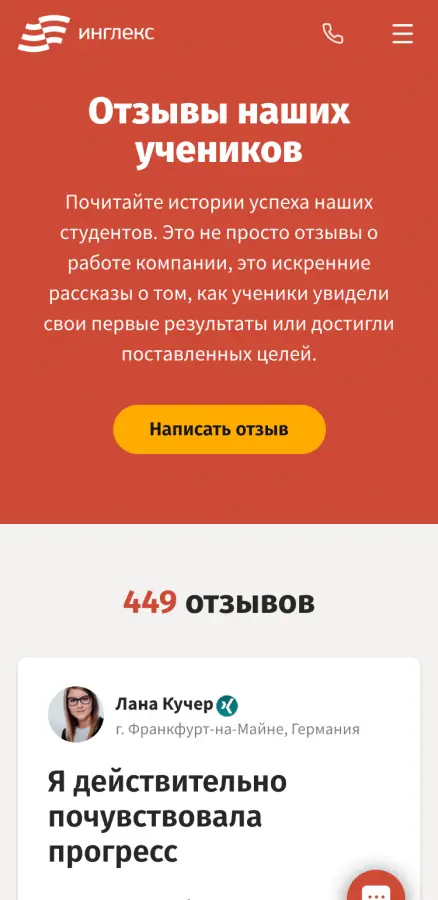 инглекс
Отзывы наших
учеников
Почитайте истории успеха наших
студентов. Это не просто отзывы о
работе компании, это искренние
рассказы о том, как ученики увидели
свои первые результаты или достигли
поставленных целей.
Написать отзыв
449 отзывов
Лана Кучер
г. Франкфурт-на-Майне, Германия
Я действительно
почувствовала
прогресс